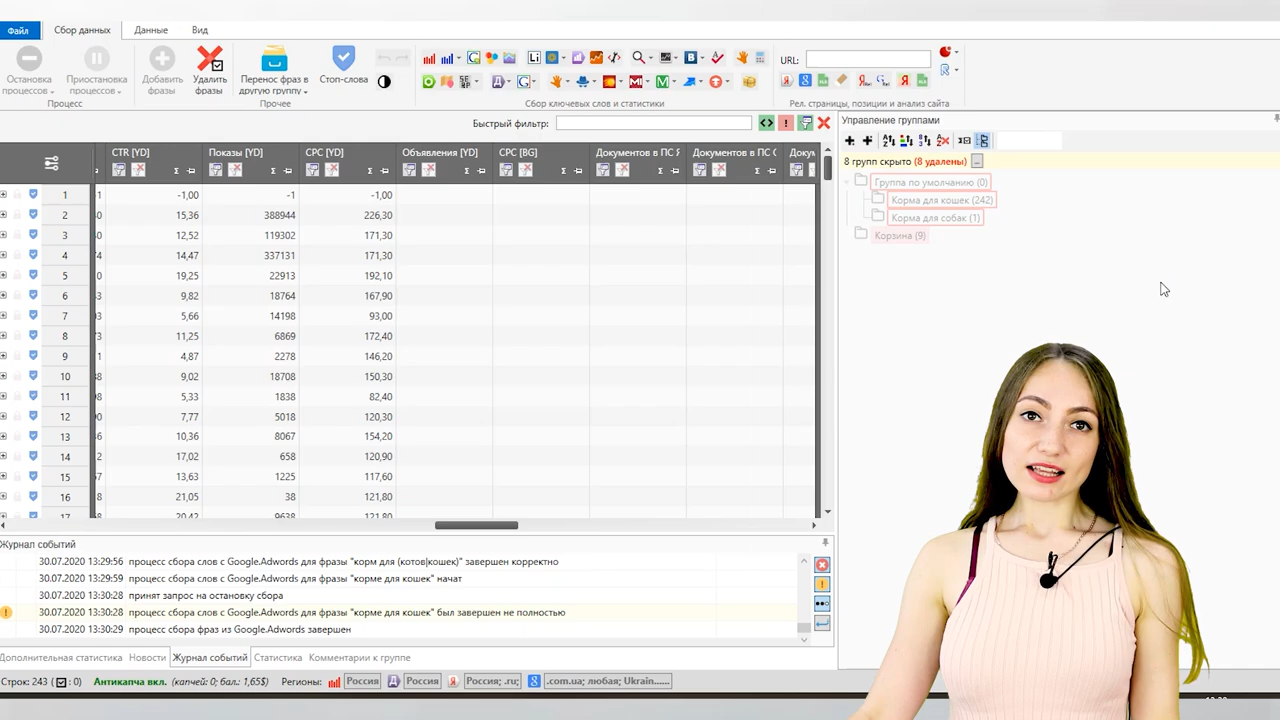 Файл Сбор данных Данные Вид
Остановка процессов
Приостановка процессов
Добавить фразы
Удалить фразы
Перенос фраз в другую группу
Стоп-слова
URL:
Процесс Прочее Сбор ключевых слов и статистики Рел. страницы, позиции и анализ сайта
Быстрый фильтр:
CTR [YD] Показы [YD] CPC [YD] Объявления [YD] CPC [BG] Документов в ПС Документов в ПС
1 -1,00 -1 -1,00
2 15,36 388944 226,30
3 12,52 119302 171,30
4 14,47 337131 171,30
5 19,25 22913 192,10
6 9,82 18764 167,90
7 5,66 14198 93,00
8 11,25 6869 172,40
9 4,87 2278 146,20
10 9,02 18708 150,30
11 5,33 1838 82,40
12 7,77 5018 120,30
13 10,36 8067 154,20
14 17,02 658 120,90
15 13,63 1225 117,60
16 21,05 38 121,80
17 20,42 9638 121,80
Управление группами
8 групп скрыто (8 удалены) ...
Группа по умолчанию (0)
Корма для кошек (242)
Корма для собак (1)
Корзина (9)
Журнал событий
30.07.2020 13:29:56 процесс сбора слов с Google.Adwords для фразы "корм для (котов|кошек)" завершен корректно
30.07.2020 13:29:59 процесс сбора слов с Google.Adwords для фразы "корме для кошек" начат
30.07.2020 13:30:28 принят запрос на остановку сбора
30.07.2020 13:30:28 процесс сбора слов с Google.Adwords для фразы "корме для кошек" был завершен не полностью
30.07.2020 13:30:29 процесс сбора фраз из Google.Adwords завершен
Дополнительная статистика Новости Журнал событий Статистика Комментарии к группе
Строк: 243 ( : 0) Антикапча вкл. (капчей: 0; бал.: 1,65$) Регионы: Россия Россия Россия; .ru; .com.ua; любая; Ukrain......